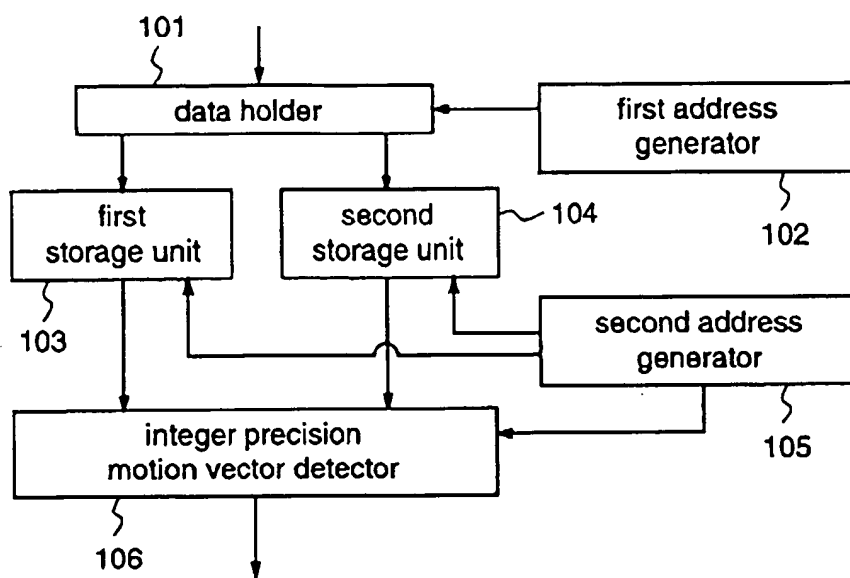 101
data holder
first address
generator
102
first
storage unit
103
second
storage unit
104
second address
generator
105
integer precision
motion vector detector
106